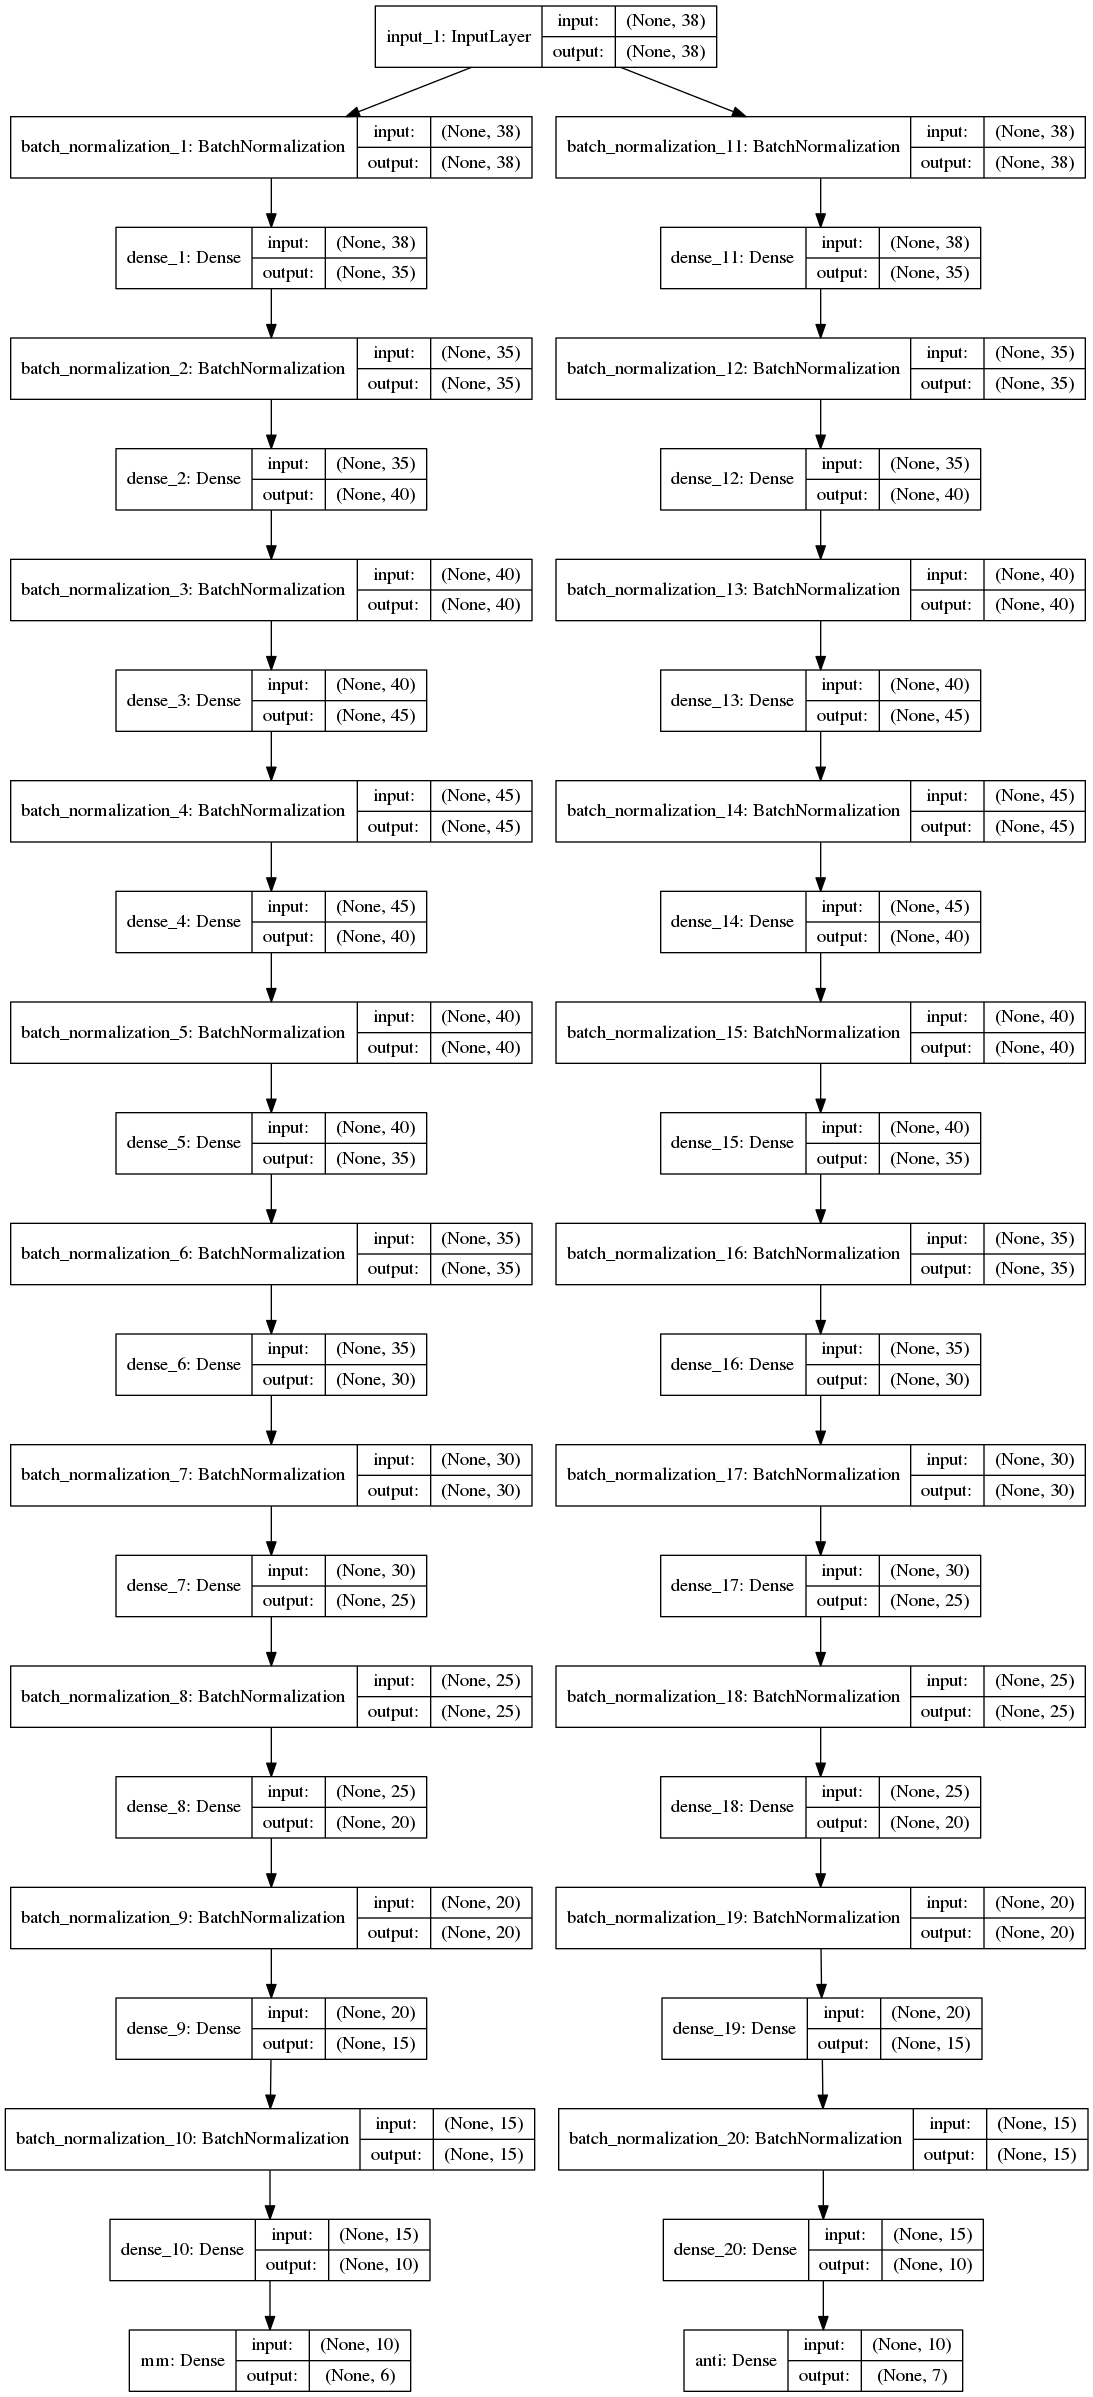 input_1: InputLayer input: (None, 38)
output: (None, 38)
batch_normalization_1: BatchNormalization input: (None, 38)
output: (None, 38)
batch_normalization_11: BatchNormalization input: (None, 38)
output: (None, 38)
dense_1: Dense input: (None, 38)
output: (None, 35)
dense_11: Dense input: (None, 38)
output: (None, 35)
batch_normalization_2: BatchNormalization input: (None, 35)
output: (None, 35)
batch_normalization_12: BatchNormalization input: (None, 35)
output: (None, 35)
dense_2: Dense input: (None, 35)
output: (None, 40)
dense_12: Dense input: (None, 35)
output: (None, 40)
batch_normalization_3: BatchNormalization input: (None, 40)
output: (None, 40)
batch_normalization_13: BatchNormalization input: (None, 40)
output: (None, 40)
dense_3: Dense input: (None, 40)
output: (None, 45)
dense_13: Dense input: (None, 40)
output: (None, 45)
batch_normalization_4: BatchNormalization input: (None, 45)
output: (None, 45)
batch_normalization_14: BatchNormalization input: (None, 45)
output: (None, 45)
dense_4: Dense input: (None, 45)
output: (None, 40)
dense_14: Dense input: (None, 45)
output: (None, 40)
batch_normalization_5: BatchNormalization input: (None, 40)
output: (None, 40)
batch_normalization_15: BatchNormalization input: (None, 40)
output: (None, 40)
dense_5: Dense input: (None, 40)
output: (None, 35)
dense_15: Dense input: (None, 40)
output: (None, 35)
batch_normalization_6: BatchNormalization input: (None, 35)
output: (None, 35)
batch_normalization_16: BatchNormalization input: (None, 35)
output: (None, 35)
dense_6: Dense input: (None, 35)
output: (None, 30)
dense_16: Dense input: (None, 35)
output: (None, 30)
batch_normalization_7: BatchNormalization input: (None, 30)
output: (None, 30)
batch_normalization_17: BatchNormalization input: (None, 30)
output: (None, 30)
dense_7: Dense input: (None, 30)
output: (None, 25)
dense_17: Dense input: (None, 30)
output: (None, 25)
batch_normalization_8: BatchNormalization input: (None, 25)
output: (None, 25)
batch_normalization_18: BatchNormalization input: (None, 25)
output: (None, 25)
dense_8: Dense input: (None, 25)
output: (None, 20)
dense_18: Dense input: (None, 25)
output: (None, 20)
batch_normalization_9: BatchNormalization input: (None, 20)
output: (None, 20)
batch_normalization_19: BatchNormalization input: (None, 20)
output: (None, 20)
dense_9: Dense input: (None, 20)
output: (None, 15)
dense_19: Dense input: (None, 20)
output: (None, 15)
batch_normalization_10: BatchNormalization input: (None, 15)
output: (None, 15)
batch_normalization_20: BatchNormalization input: (None, 15)
output: (None, 15)
dense_10: Dense input: (None, 15)
output: (None, 10)
dense_20: Dense input: (None, 15)
output: (None, 10)
mm: Dense input: (None, 10)
output: (None, 6)
anti: Dense input: (None, 10)
output: (None, 7)